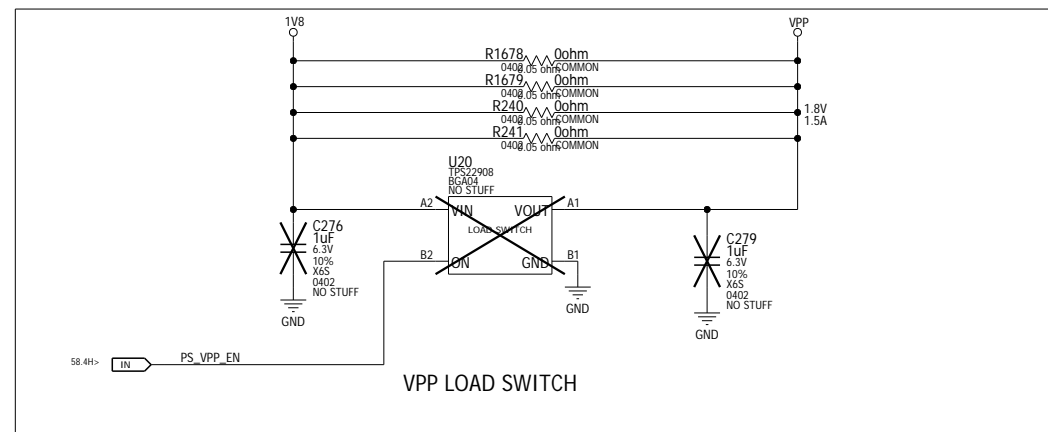 1V8
VPP
R1678 0ohm
0402 0.05 ohm COMMON
R1679 0ohm
0402 0.05 ohm COMMON
R240 0ohm
0402 0.05 ohm COMMON
R241 0ohm
0402 0.05 ohm COMMON
1.8V
1.5A
U20
TPS22908
BGA04
NO STUFF
A2 VIN VOUT A1
LOAD SWITCH
B2 ON GND B1
C276
1uF
6.3V
10%
X6S
0402
NO STUFF
GND
GND
C279
1uF
6.3V
10%
X6S
0402
NO STUFF
GND
58.4H> IN PS_VPP_EN
VPP LOAD SWITCH